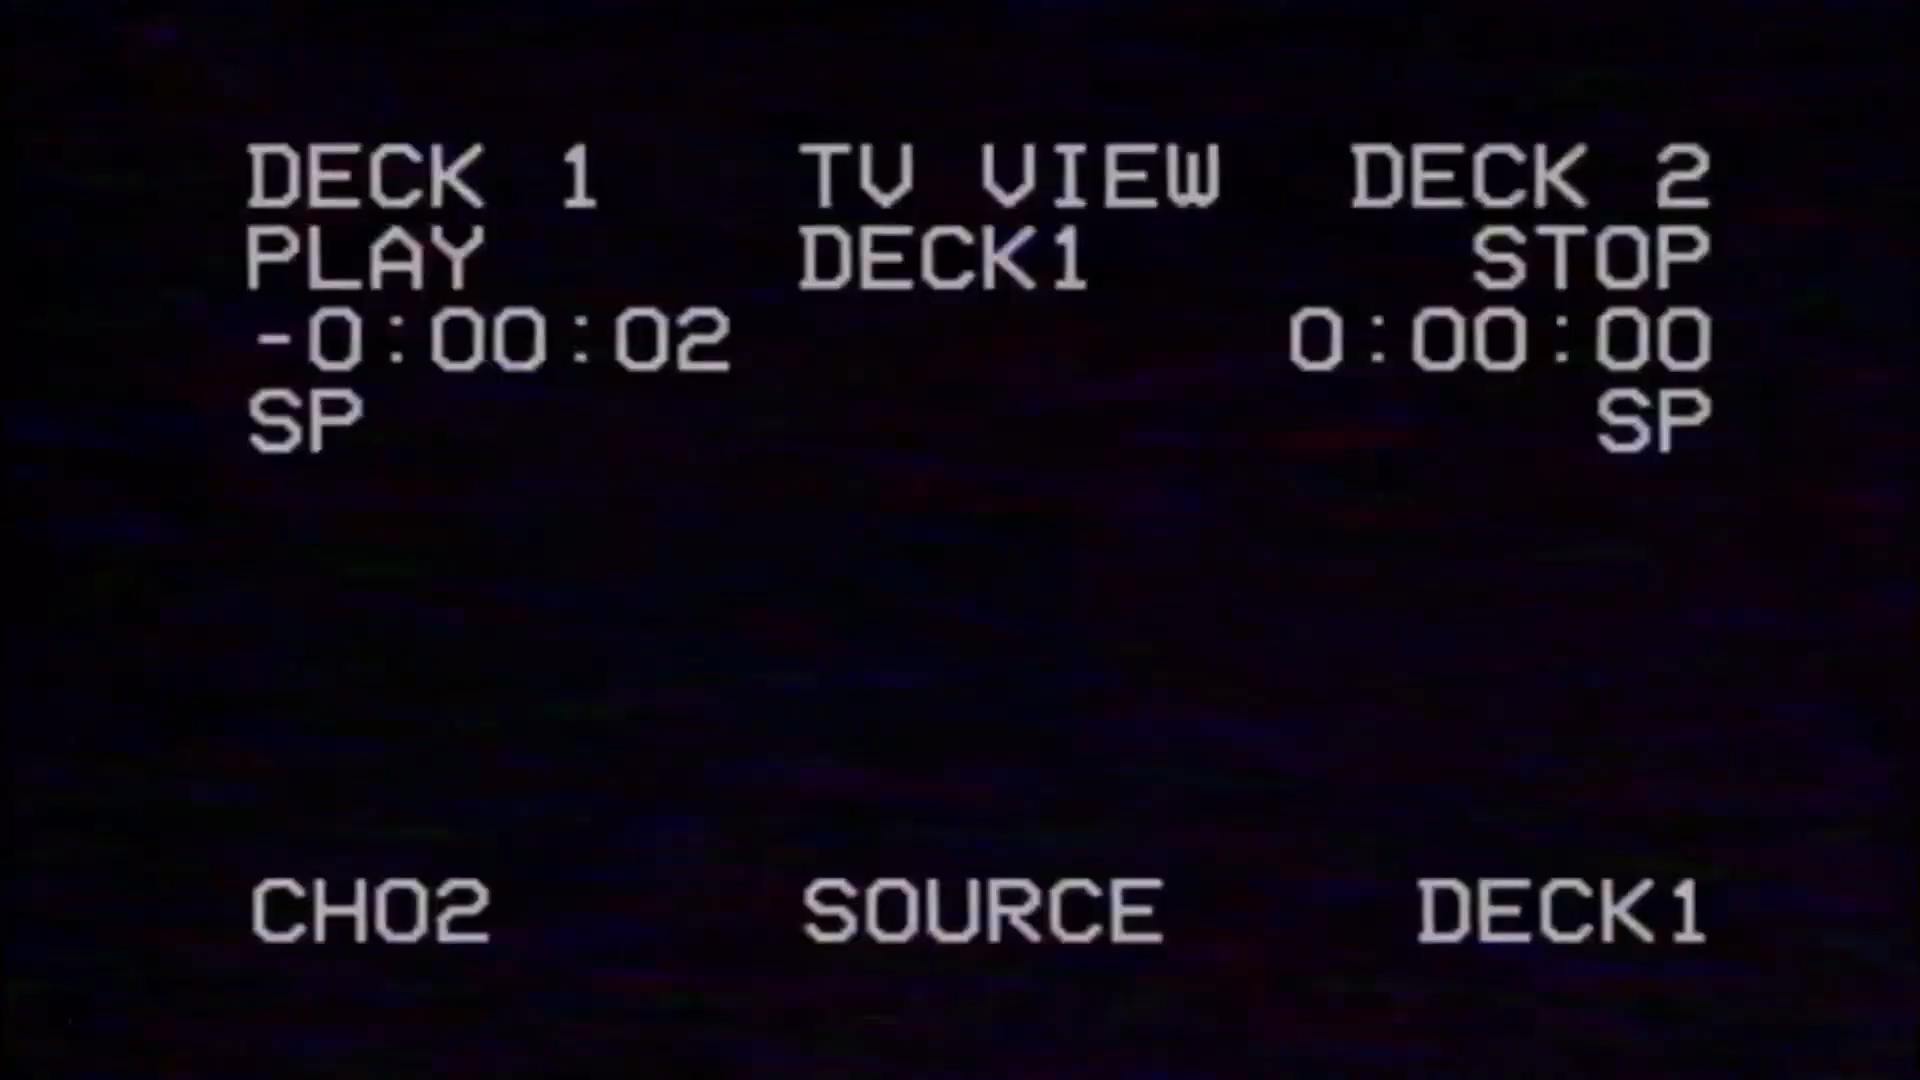 DECK 1 TV VIEW DECK 2
PLAY DECK1 STOP
-0:00:02 0:00:00
SP SP
CH02 SOURCE DECK1